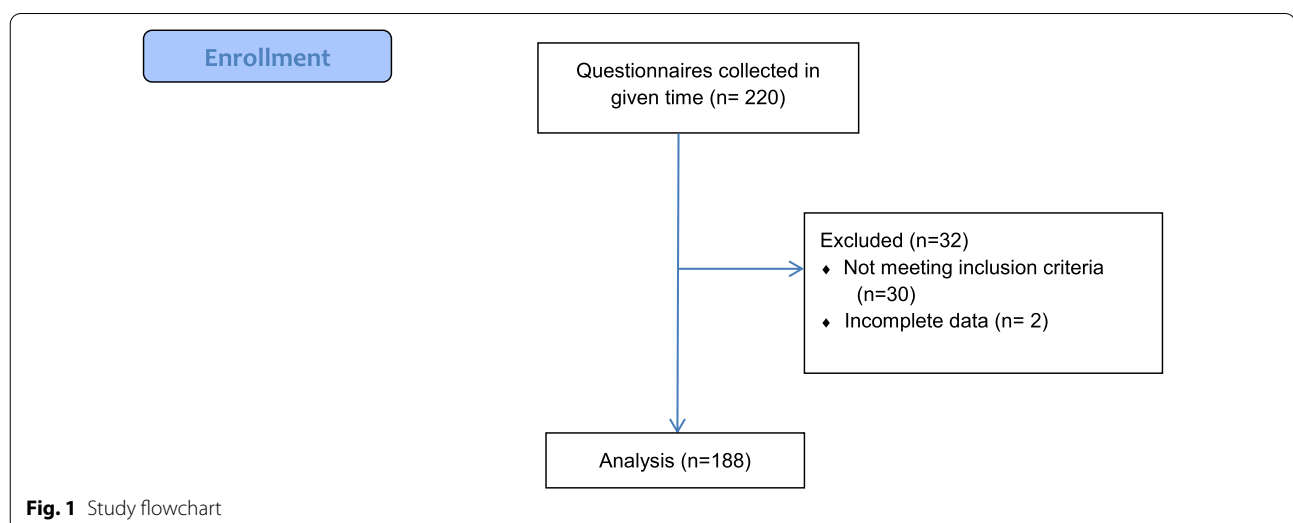 Enrollment
Questionnaires collected in
given time (n= 220)
Excluded (n=32)
♦ Not meeting inclusion criteria
(n=30)
♦ Incomplete data (n= 2)
Analysis (n=188)
Fig. 1 Study flowchart